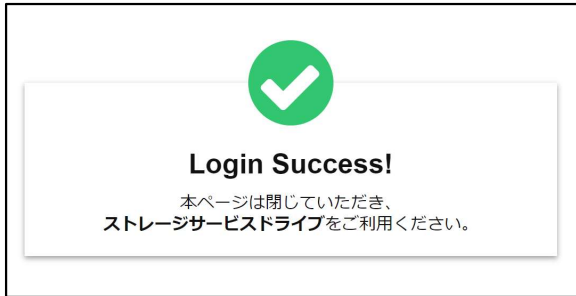 Login Success!
本ページは閉じていただき、
ストレージサービスドライブをご利用ください。